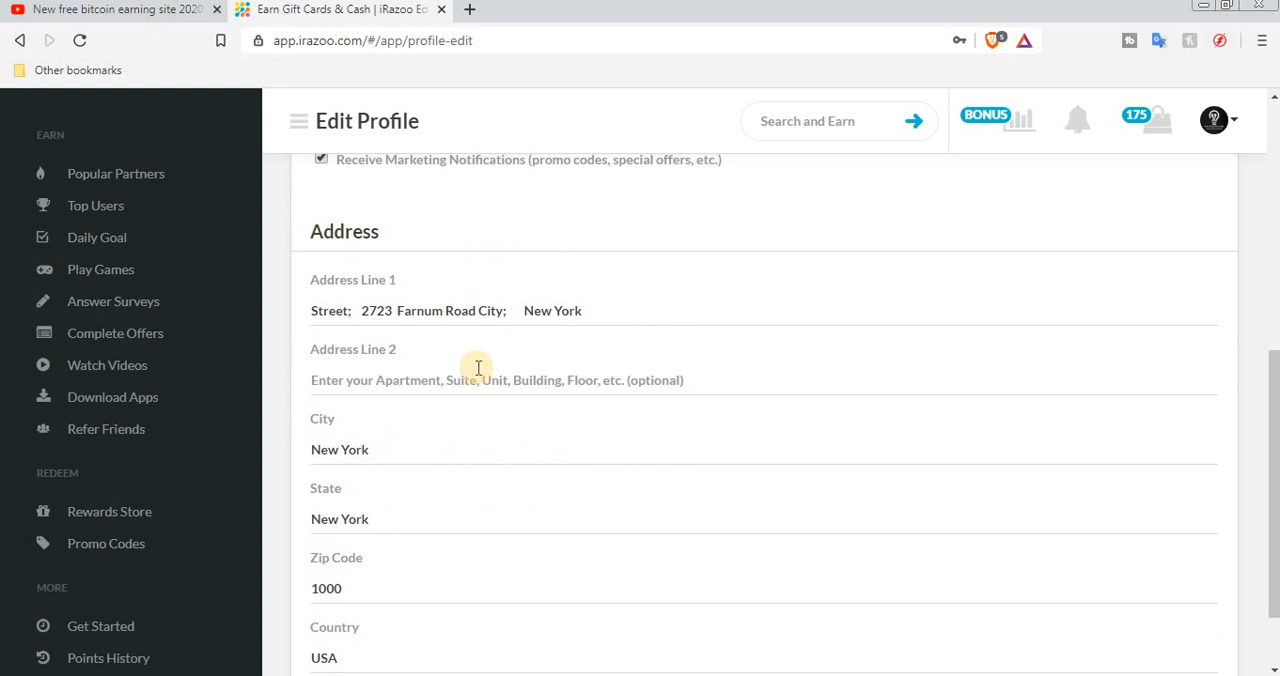 New free bitcoin earning site 2020
Earn Gift Cards & Cash | iRazoo Ed
app.irazoo.com/#/app/profile-edit
5
Other bookmarks
EARN
Popular Partners
Top Users
Daily Goal
Play Games
Answer Surveys
Complete Offers
Watch Videos
Download Apps
Refer Friends
REDEEM
Rewards Store
Promo Codes
MORE
Get Started
Points History
Edit Profile
Search and Earn
BONUS
175
Receive Marketing Notifications (promo codes, special offers, etc.)
Address
Address Line 1
Street; 2723 Farnum Road City; New York
Address Line 2
Enter your Apartment, Suite, Unit, Building, Floor, etc. (optional)
City
New York
State
New York
Zip Code
1000
Country
USA